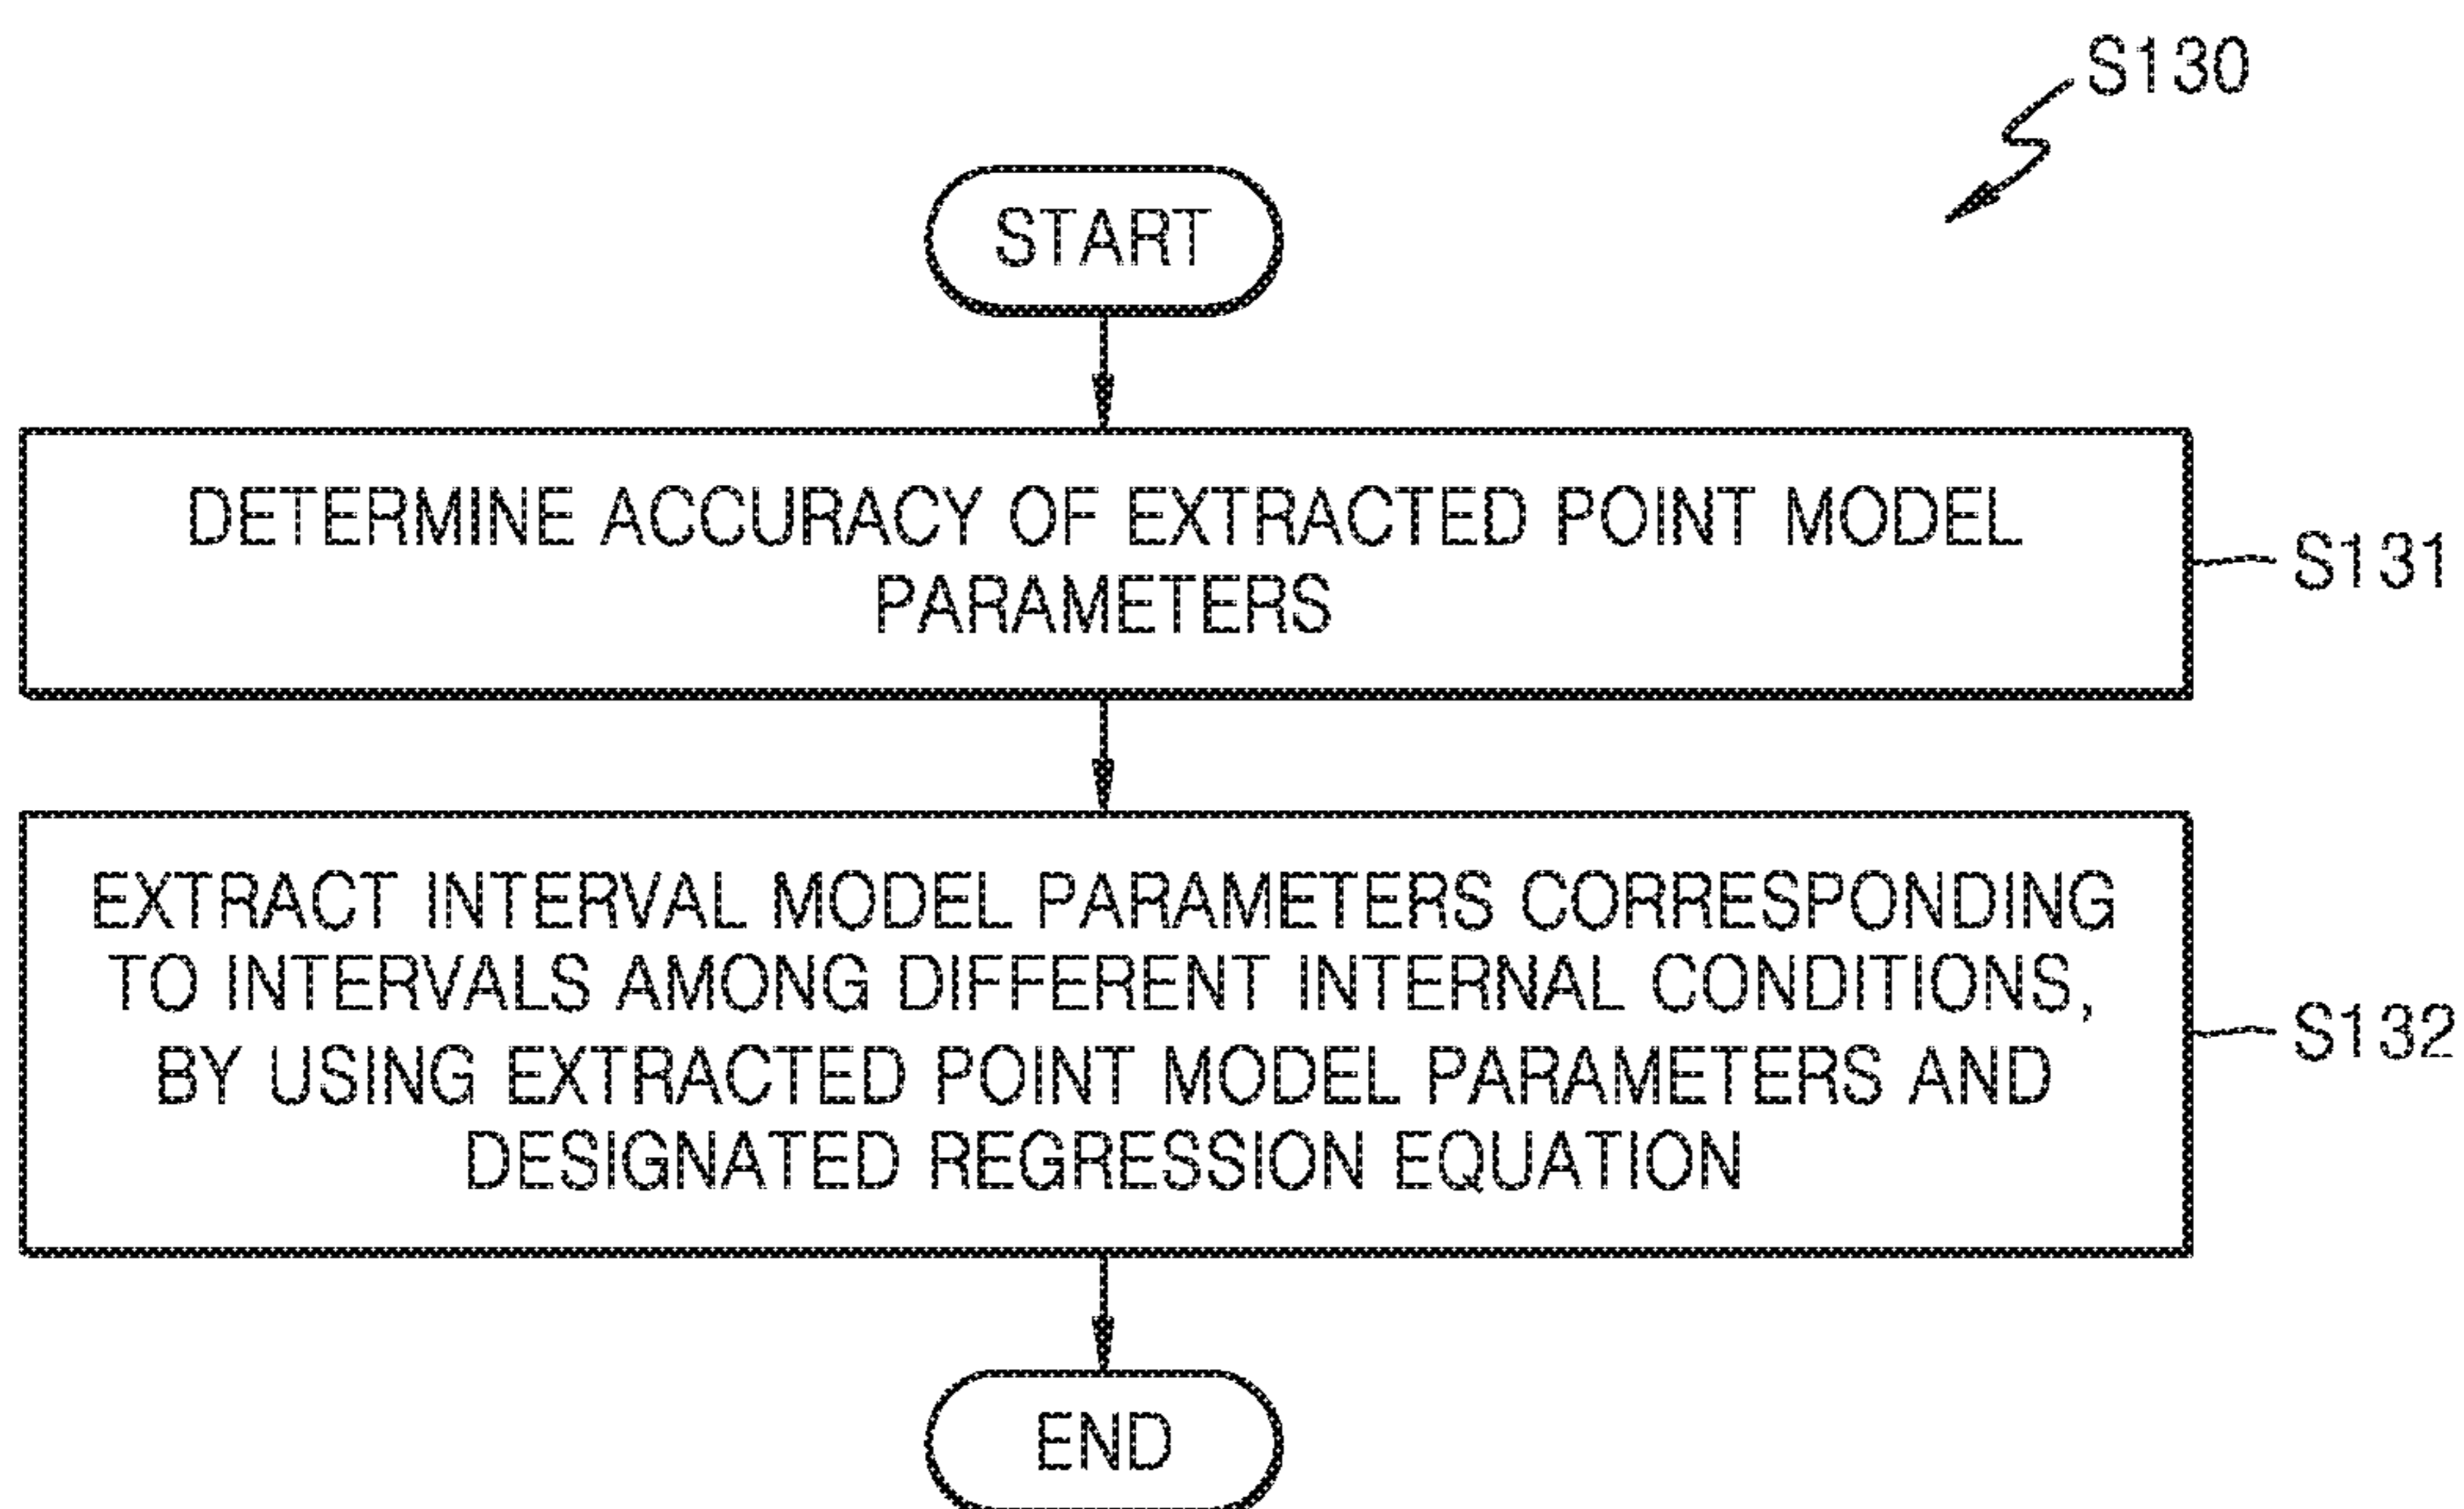 S130
START
DETERMINE ACCURACY OF EXTRACTED POINT MODEL
PARAMETERS
S131
EXTRACT INTERVAL MODEL PARAMETERS CORRESPONDING
TO INTERVALS AMONG DIFFERENT INTERNAL CONDITIONS,
BY USING EXTRACTED POINT MODEL PARAMETERS AND
DESIGNATED REGRESSION EQUATION
S132
END